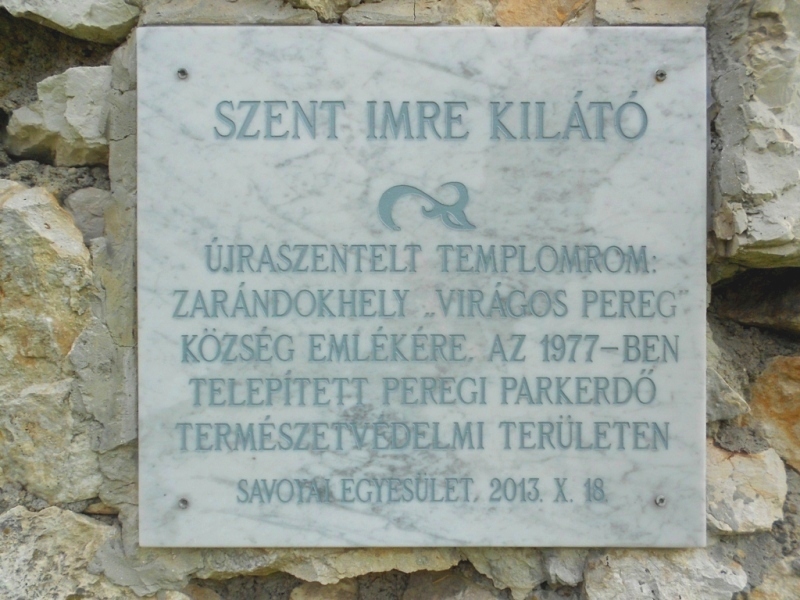 SZENT IMRE KILÁTÓ
ÚJRASZENTELT TEMPLOMROM:
ZARÁNDOKHELY „VIRÁGOS PEREG"
KÖZSÉG EMLÉKÉRE. AZ 1977–BEN
TELEPÍTETT PEREGI PARKERDŐ
TERMÉSZETVÉDELMI TERÜLETEN
SAVOYAI EGYESÜLET, 2013. X. 18.